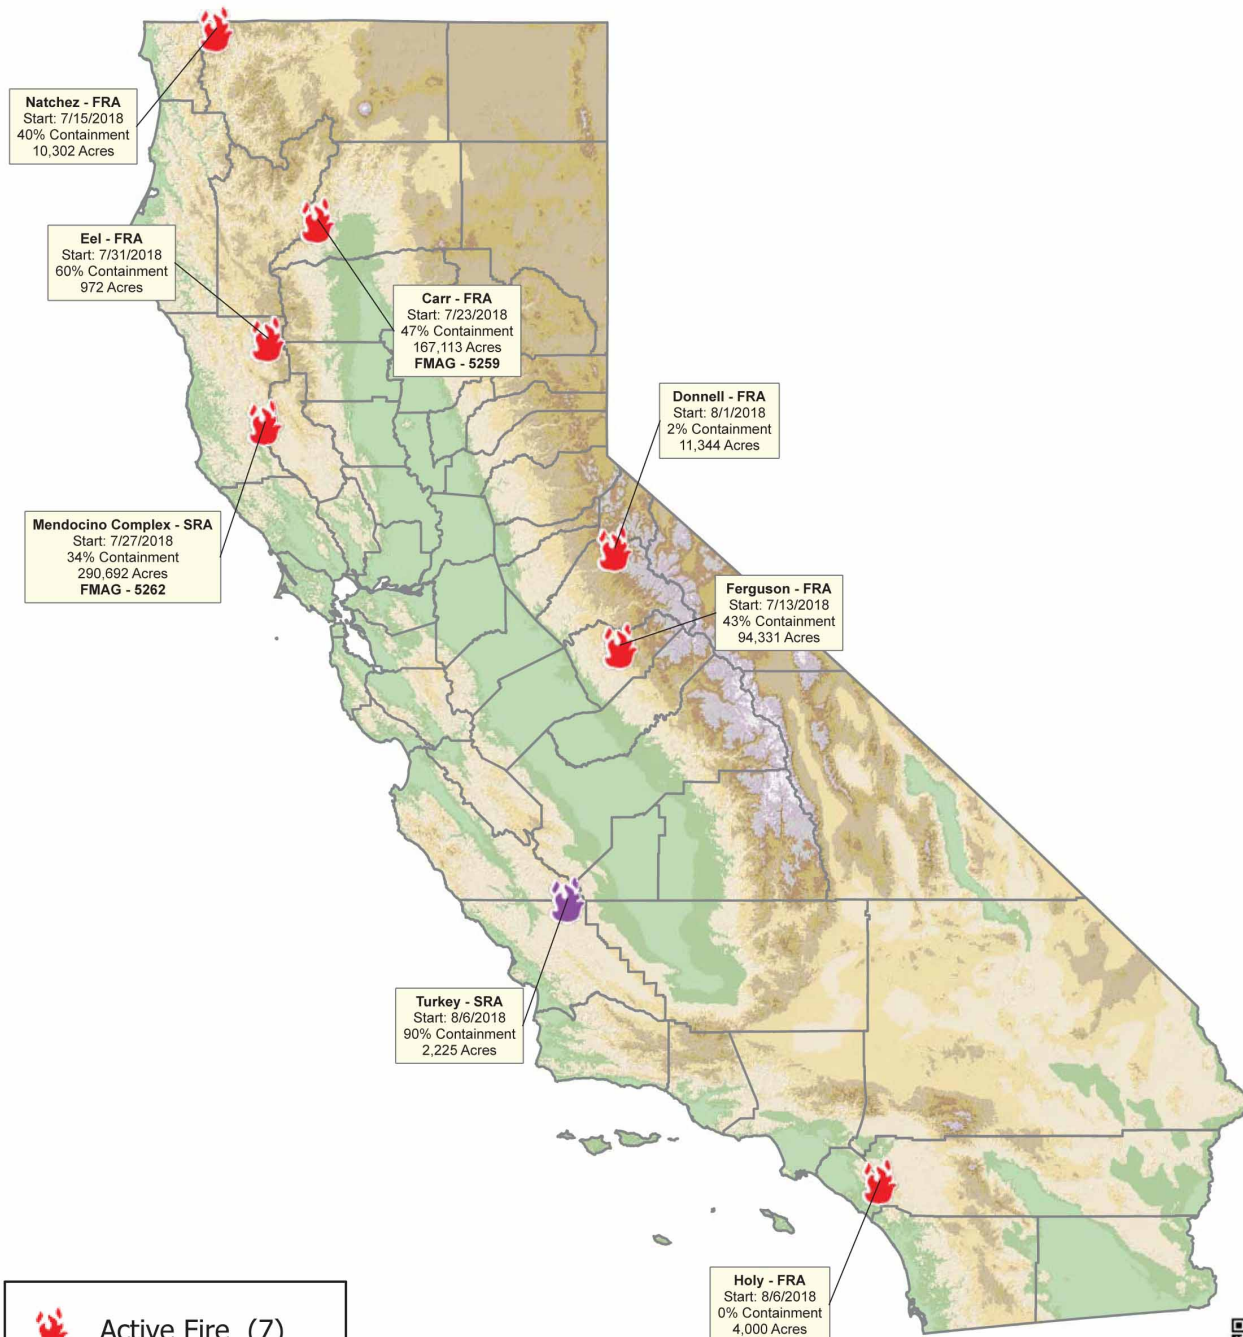 Natchez - FRA
Start: 7/15/2018
40% Containment
10,302 Acres
Eel - FRA
Start: 7/31/2018
60% Containment
972 Acres
Carr - FRA
Start: 7/23/2018
47% Containment
167,113 Acres
FMAG - 5259
Donnell - FRA
Start: 8/1/2018
2% Containment
11,344 Acres
Mendocino Complex - SRA
Start: 7/27/2018
34% Containment
290,692 Acres
FMAG - 5262
Ferguson - FRA
Start: 7/13/2018
43% Containment
94,331 Acres
Turkey - SRA
Start: 8/6/2018
90% Containment
2,225 Acres
Holy - FRA
Start: 8/6/2018
0% Containment
4,000 Acres
Active Fire (7)